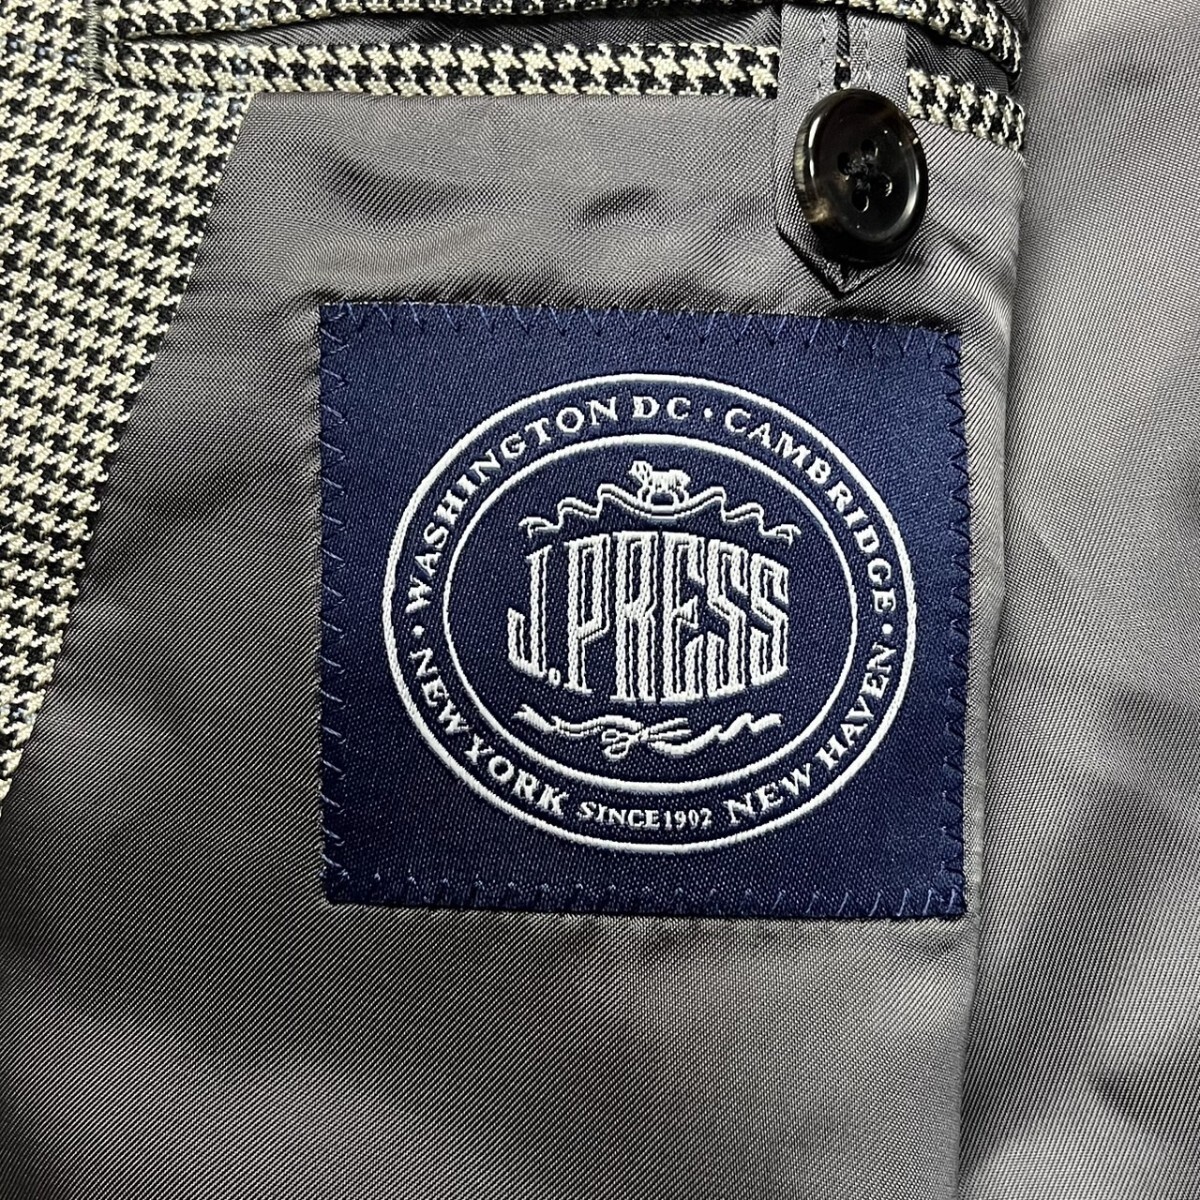 WASHINGTON DC · CAMBRIDGE ·
J.PRESS
· NEW YORK SINCE 1902 NEW HAVEN